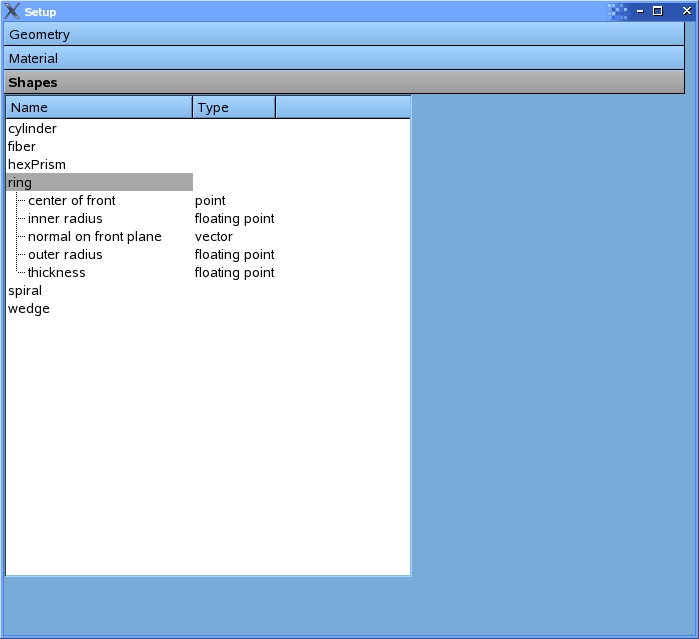 Setup
Geometry
Material
Shapes
Name Type
cylinder
fiber
hexPrism
ring
center of front point
inner radius floating point
normal on front plane vector
outer radius floating point
thickness floating point
spiral
wedge